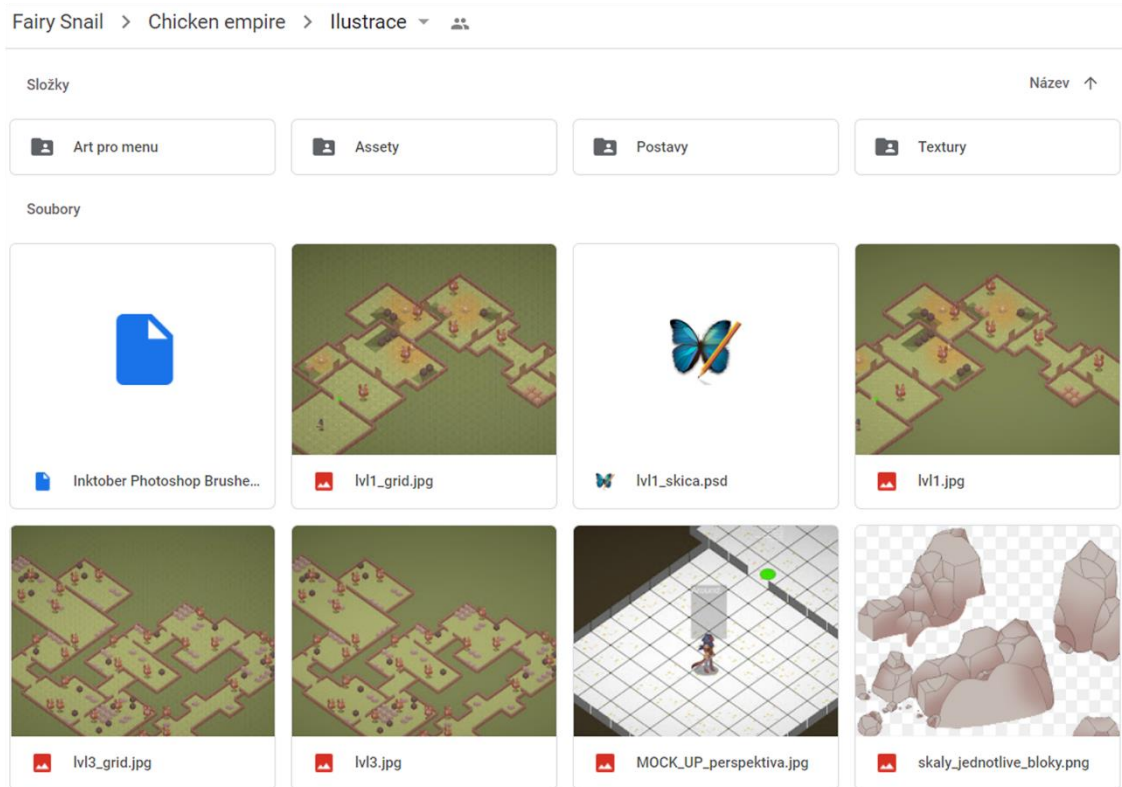 Fairy Snail > Chicken empire > Ilustrace
Složky
Název
Art pro menu
Assety
Postavy
Textury
Soubory
Inktober Photoshop Brushe...
lvl1_grid.jpg
lvl1_skica.psd
lvl1.jpg
lvl3_grid.jpg
lvl3.jpg
MOCK_UP_perspektiva.jpg
skaly_jednotlive_bloky.png